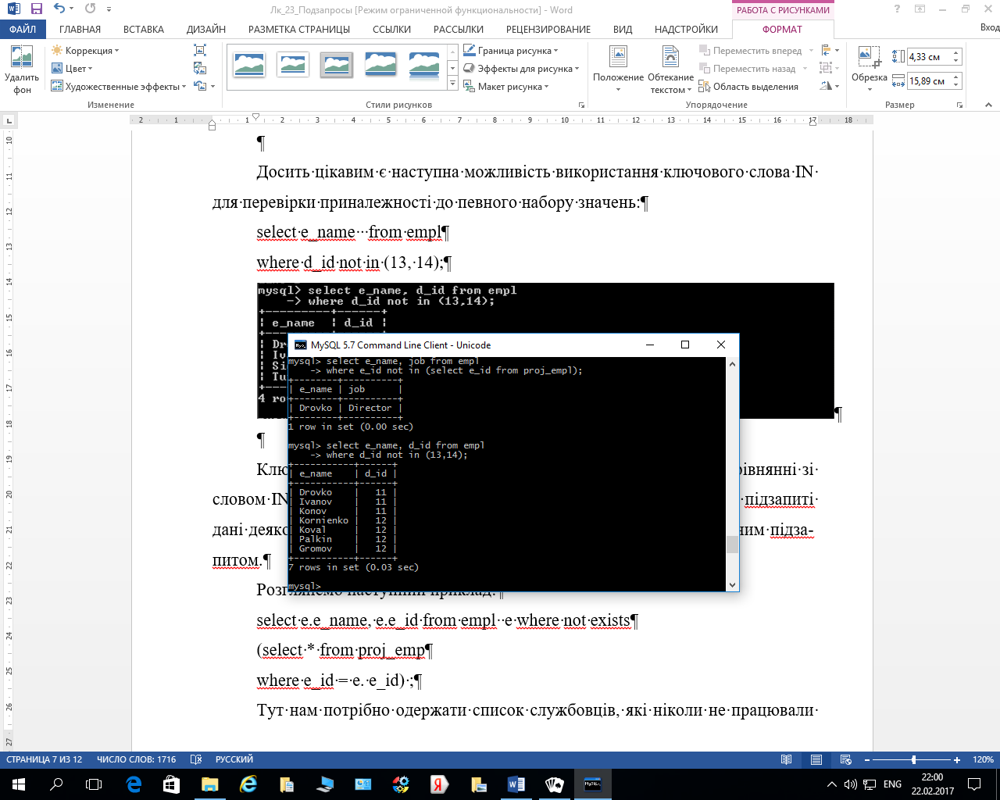 Лк_23_Подзапросы [Режим ограниченной функциональности] - Word
РАБОТА С РИСУНКАМИ
ФАЙЛ ГЛАВНАЯ ВСТАВКА ДИЗАЙН РАЗМЕТКА СТРАНИЦЫ ССЫЛКИ РАССЫЛКИ РЕЦЕНЗИРОВАНИЕ ВИД НАДСТРОЙКИ ФОРМАТ Вход
Удалить фон
Коррекция
Цвет
Художественные эффекты
Изменение
Граница рисунка
Эффекты для рисунка
Макет рисунка
Стили рисунков
Положение
Обтекание текстом
Переместить вперед
Переместить назад
Область выделения
Упорядочение
Обрезка
4,33 см
15,89 см
Размер
2 1 1 2 3 4 5 6 7 8 9 10 11 12 13 14 15 16 17 18
10
11
12
13
14
15
16
17
18
19
20
21
22
23
24
25
26
27
¶
Досить·цікавим·є·наступна·можливість·використання·ключового·слова·IN·
для·перевірки·приналежності·до·певного·набору·значень:¶
select·e_name···from·empl¶
where·d_id·not·in·(13,·14);¶
mysql> select e_name, d_id from empl
-> where d_id not in (13,14);
+---------+------+
| e_name | d_id |
| Dr
| Iv
| Si
| Tu
4 ro
¶
MySQL 5.7 Command Line Client - Unicode
mysql> select e_name, job from empl
-> where e_id not in (select e_id from proj_empl);
+--------+----------+
| e_name | job |
+--------+----------+
| Drovko | Director |
+--------+----------+
1 row in set (0.00 sec)
mysql> select e_name, d_id from empl
-> where d_id not in (13,14);
+-----------+------+
| e_name | d_id |
+-----------+------+
| Drovko | 11 |
| Ivanov | 11 |
| Konov | 11 |
| Kornienko | 12 |
| Koval | 12 |
| Palkin | 12 |
| Gromov | 12 |
+-----------+------+
7 rows in set (0.03 sec)
mysql>
¶
Клю рівнянні·зі·
словом·IN ·підзапиті·
дані·деяко ним·підза-
питом.¶
Розглянемо·наступний·приклад:¶
select·e.e_name,·e.e_id·from·empl··e·where·not·exists¶
(select·*·from·proj_emp¶
where·e_id·=·e.·e_id)·;¶
Тут·нам·потрібно·одержати·список·службовців,·які·ніколи·не·працювали·
СТРАНИЦА 7 ИЗ 12 ЧИСЛО СЛОВ: 1716 РУССКИЙ 120%
ENG
22:00
22.02.2017